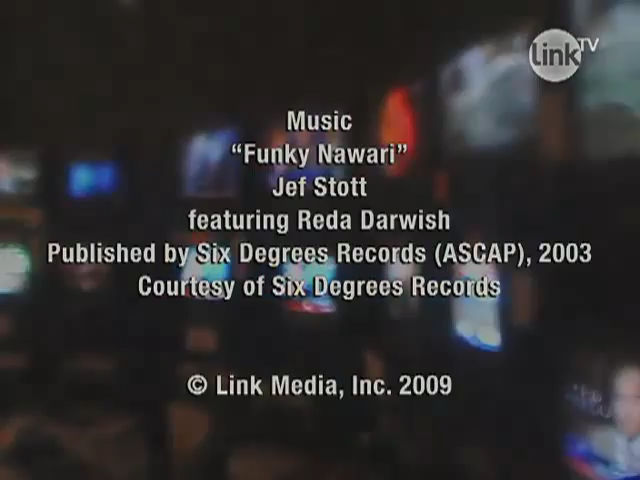 link TV
Music
“Funky Nawari”
Jef Stott
featuring Reda Darwish
Published by Six Degrees Records (ASCAP), 2003
Courtesy of Six Degrees Records
© Link Media, Inc. 2009